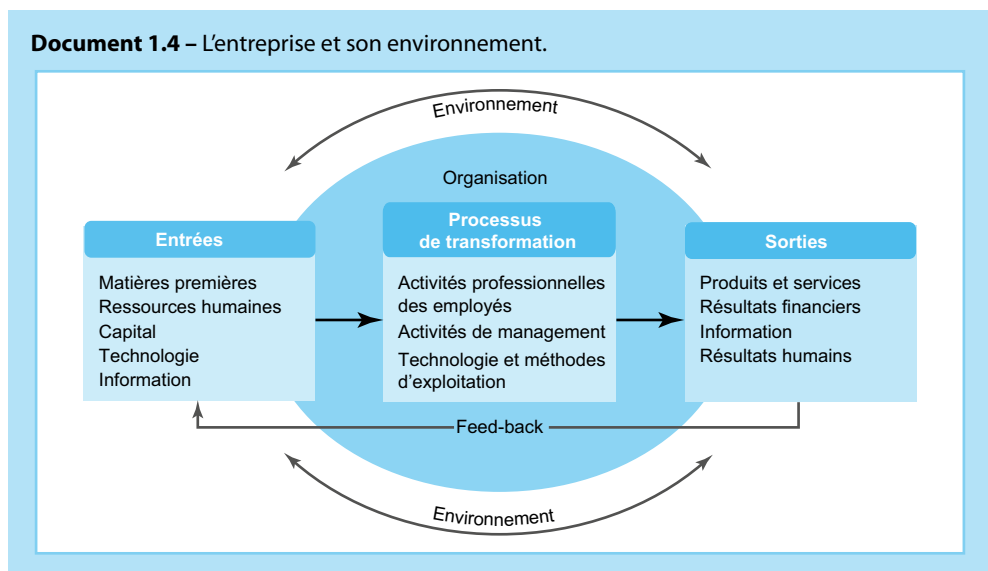 Document 1.4 – L'entreprise et son environnement.
Environnement
Organisation
Entrées
Matières premières
Ressources humaines
Capital
Technologie
Information
Processus
de transformation
Activités professionnelles
des employés
Activités de management
Technologie et méthodes
d'exploitation
Sorties
Produits et services
Résultats financiers
Information
Résultats humains
Feed-back
Environnement